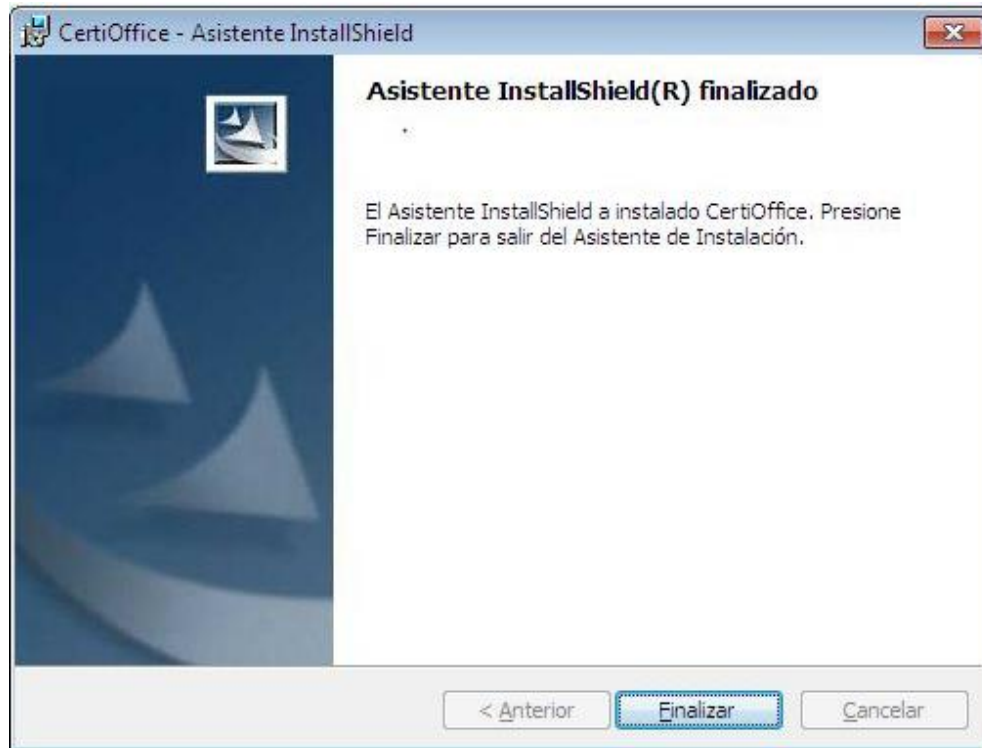 CertiOffice - Asistente InstallShield
Asistente InstallShield(R) finalizado
El Asistente InstallShield a instalado CertiOffice. Presione
Finalizar para salir del Asistente de Instalación.
< Anterior
Finalizar
Cancelar